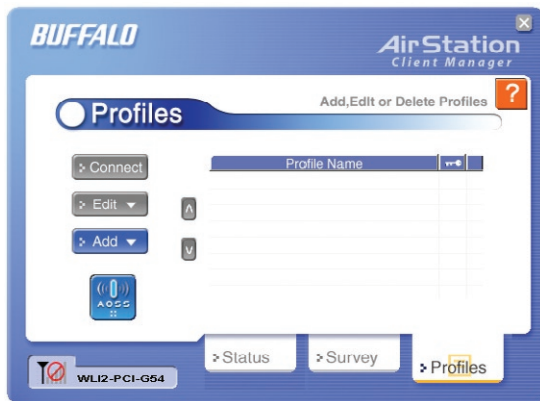 BUFFALO
AirStation
Client Manager
Add,EdIt or Delete Profiles
?
Profiles
Profile Name
Connect
Edit
Add
AOSS
Status
Survey
Profiles
WLI2-PCI-G54